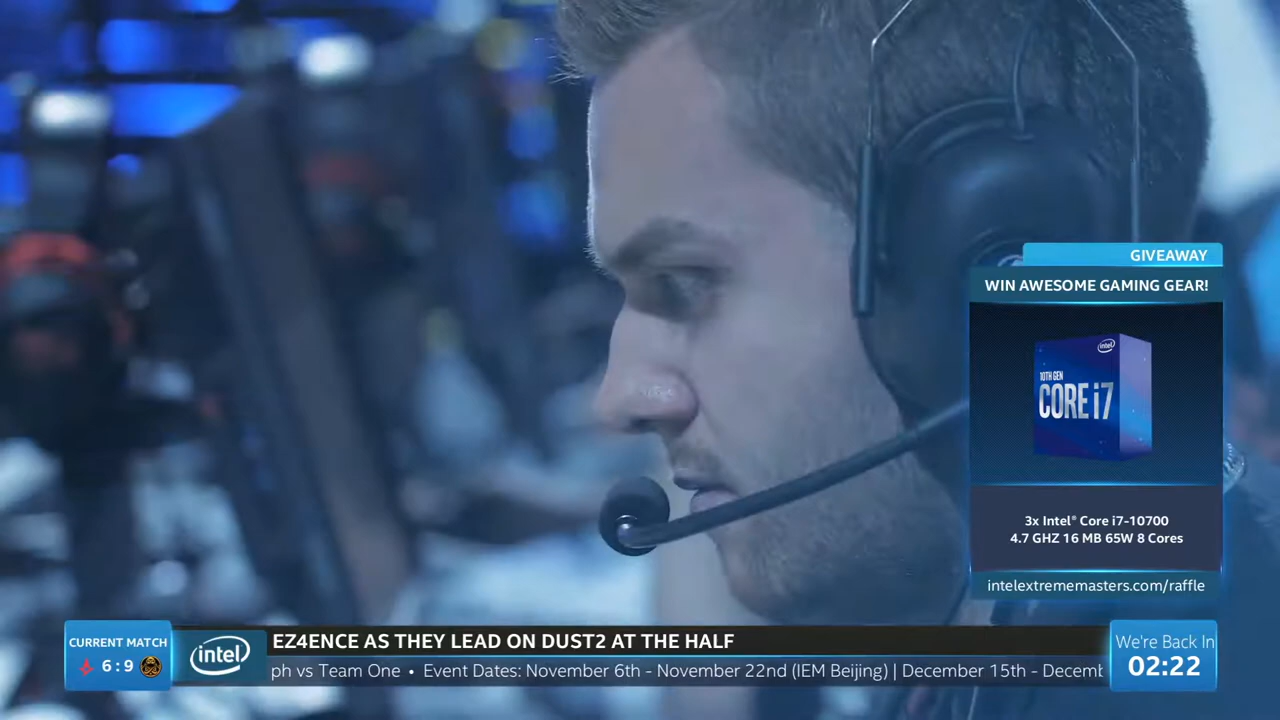 GIVEAWAY
WIN AWESOME GAMING GEAR!
intel
10TH GEN
CORE i7
3x Intel® Core i7-10700
4.7 GHZ 16 MB 65W 8 Cores
intelextrememasters.com/raffle
CURRENT MATCH
6 : 9
intel
EZ4ENCE AS THEY LEAD ON DUST2 AT THE HALF
ph vs Team One • Event Dates: November 6th - November 22nd (IEM Beijing) | December 15th - Decemb
We're Back In
02:22